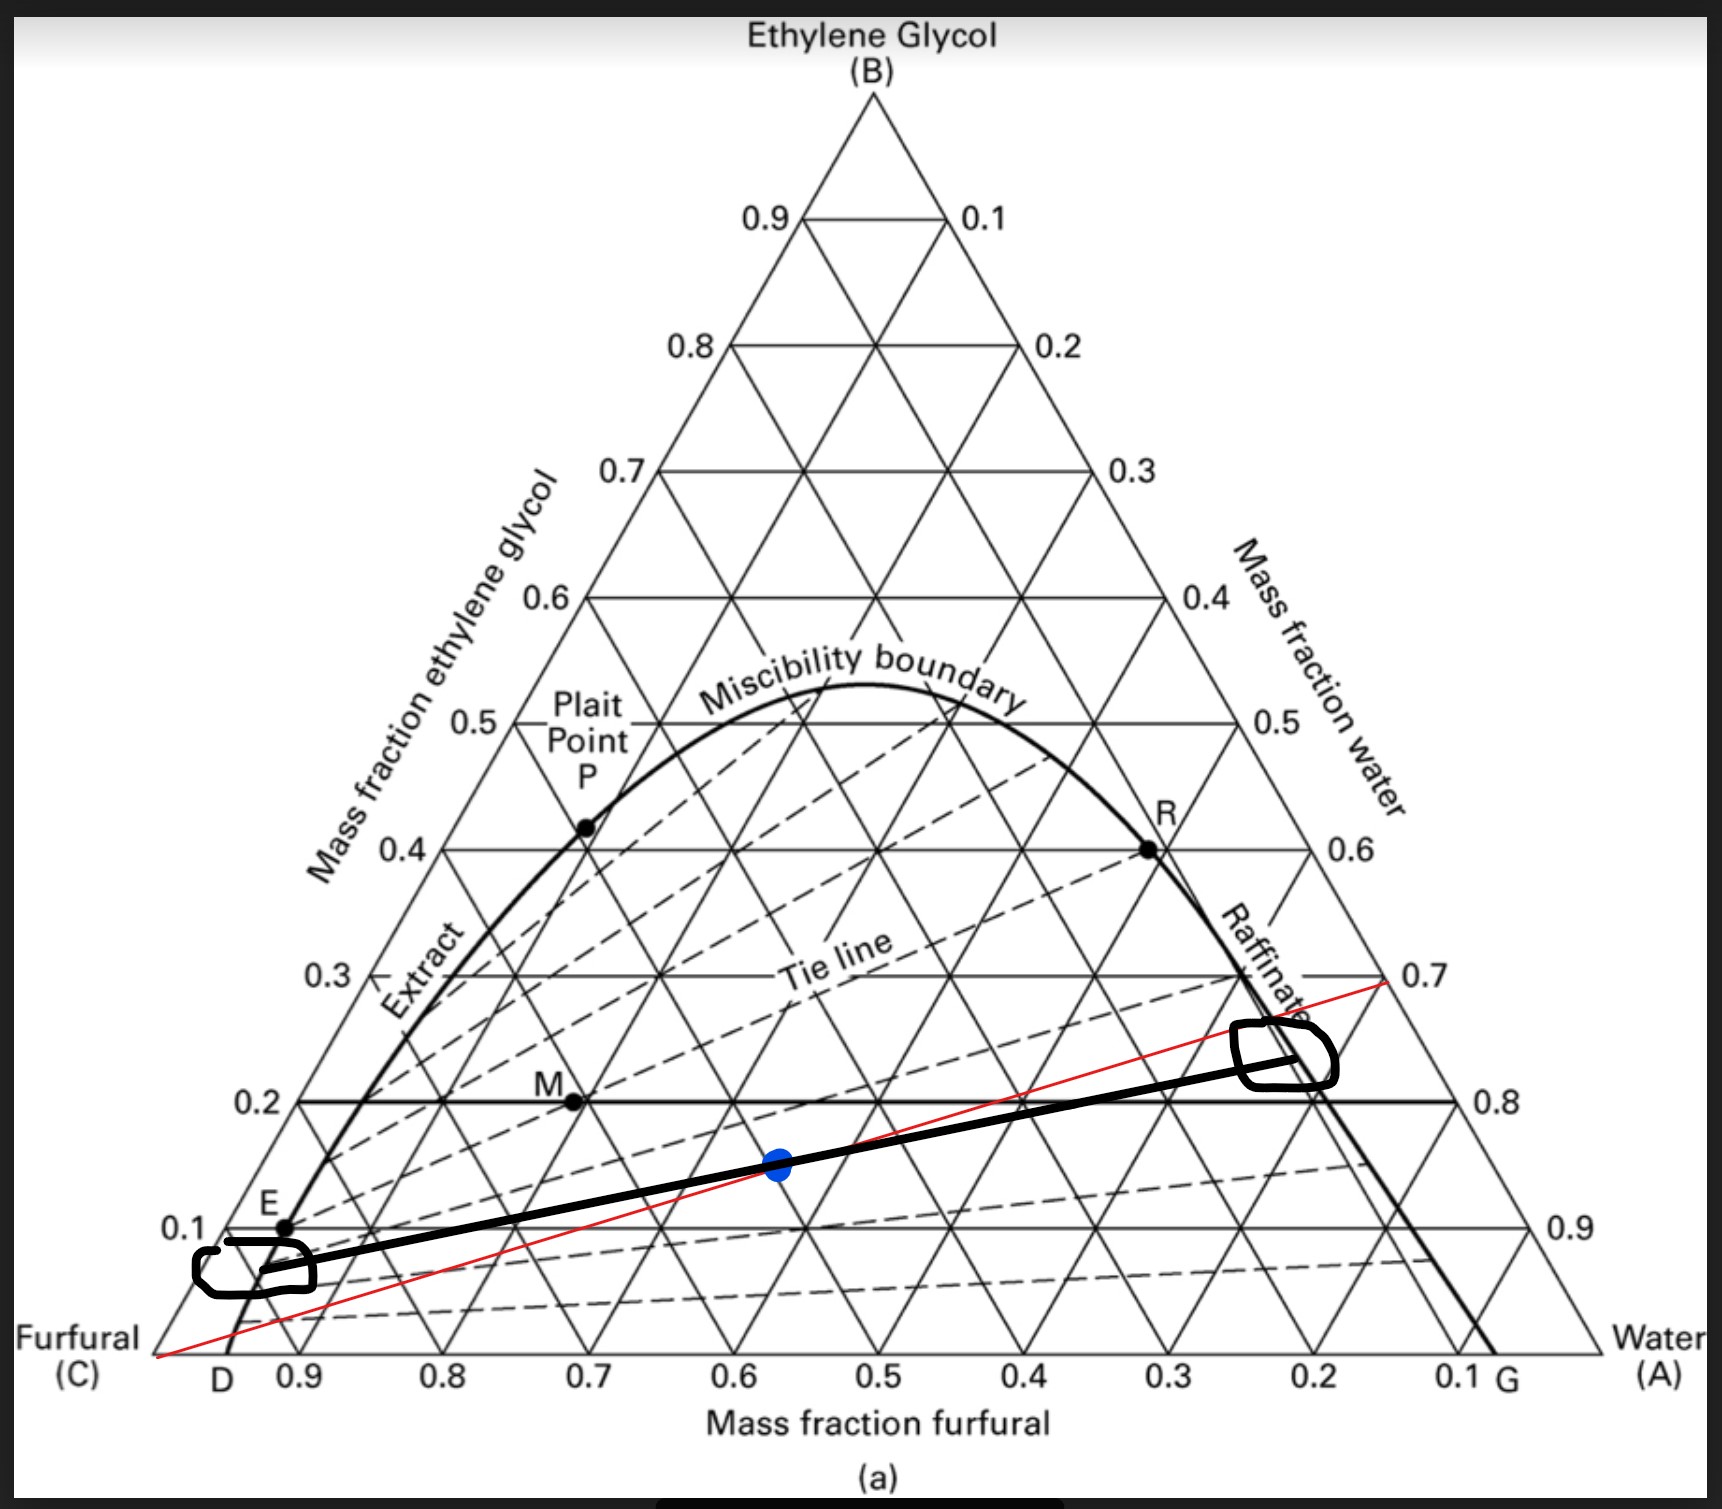 Ethylene Glycol
(B)
0.9 0.1
0.8 0.2
0.7 0.3
Mass fraction ethylene glycol
Mass fraction water
0.6 0.4
Miscibility boundary
Plait
Point
P
0.5 0.5
R
0.4 0.6
Extract
Tie line
Raffinate
0.3 0.7
M
0.2 0.8
E
0.1 0.9
Furfural
(C)
Water
(A)
D 0.9 0.8 0.7 0.6 0.5 0.4 0.3 0.2 0.1 G
Mass fraction furfural
(a)